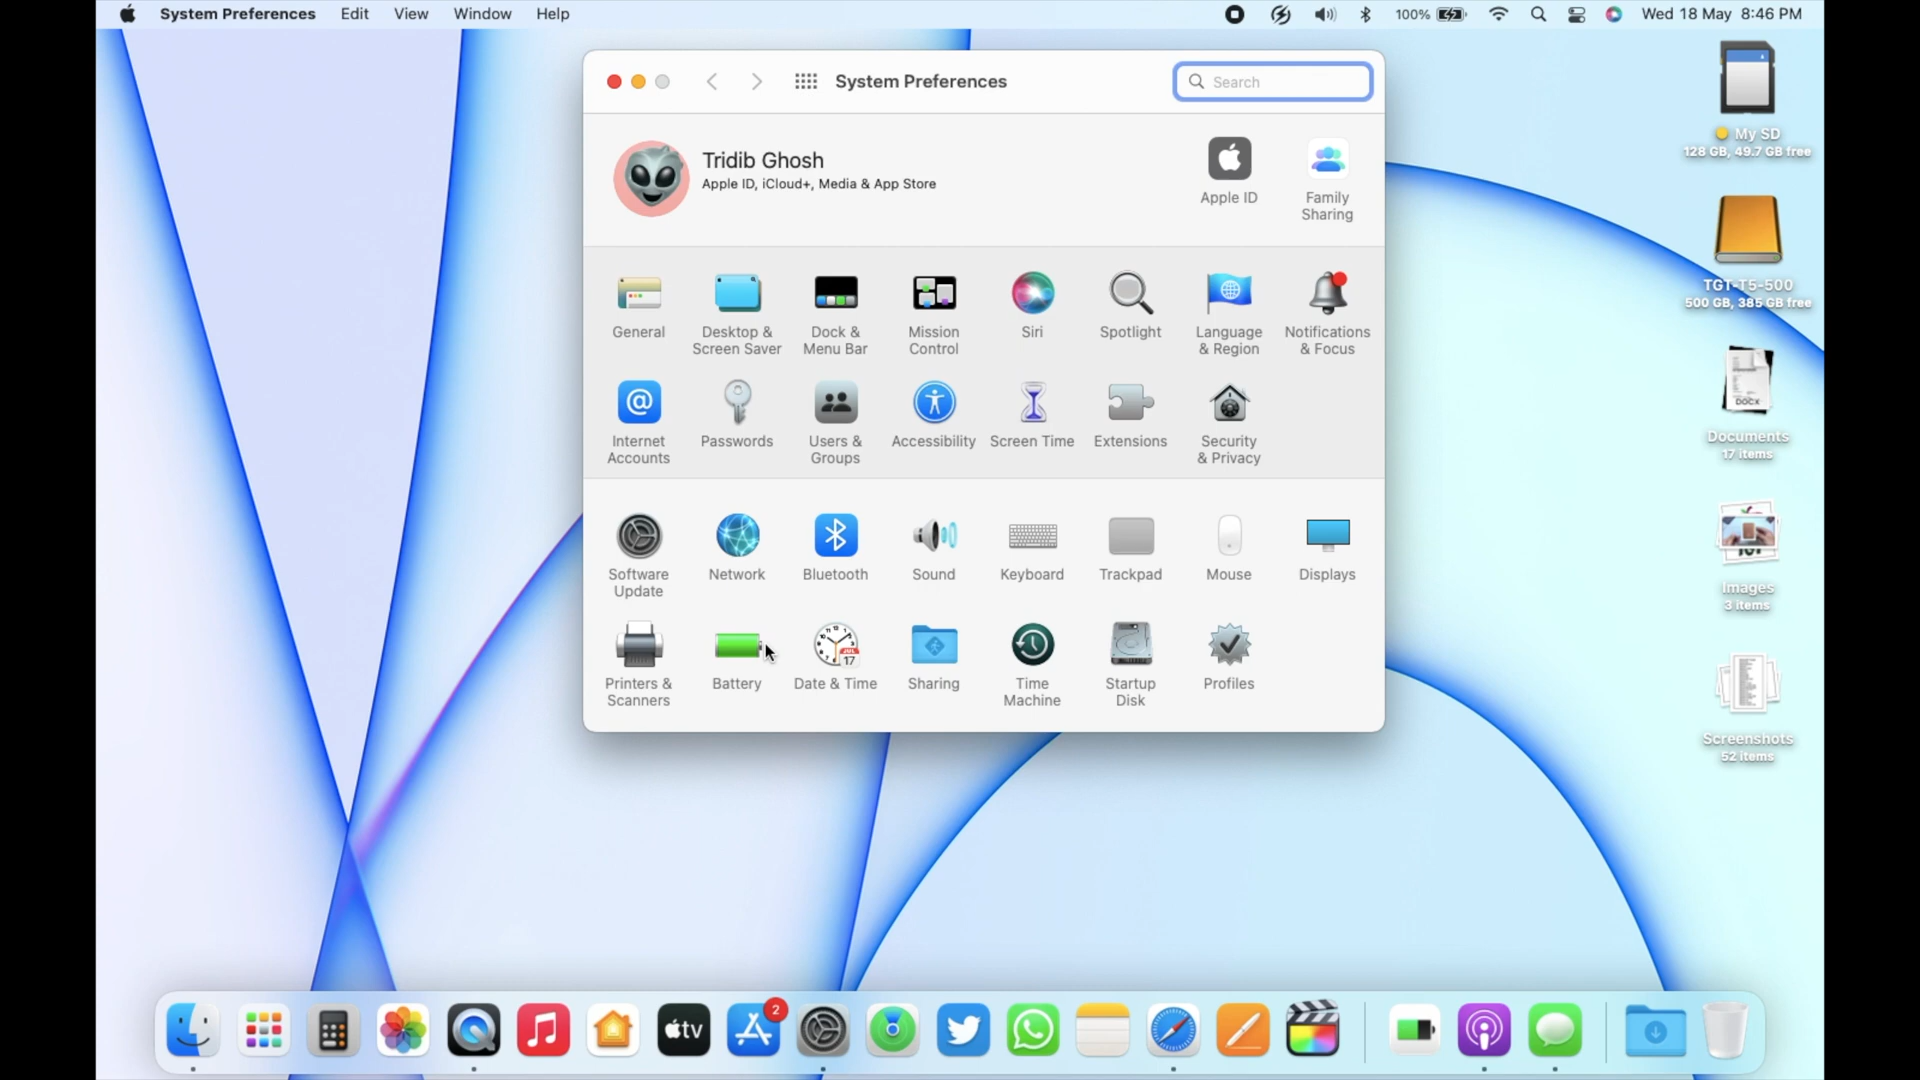 System Preferences Edit View Window Help 100% Wed 18 May 8:46 PM
System Preferences Search
Tridib Ghosh
Apple ID, iCloud+, Media & App Store
Apple ID
Family
Sharing
General
Desktop &
Screen Saver
Dock &
Menu Bar
Mission
Control
Siri
Spotlight
Language
& Region
Notifications
& Focus
Internet
Accounts
Passwords
Users &
Groups
Accessibility
Screen Time
Extensions
Security
& Privacy
Software
Update
Network
Bluetooth
Sound
Keyboard
Trackpad
Mouse
Displays
Printers &
Scanners
Battery
JUL
17
Date & Time
Sharing
Time
Machine
Startup
Disk
Profiles
My SD
128 GB, 49.7 GB free
TGT-T5-500
500 GB, 385 GB free
DOCX
Documents
17 items
Images
3 items
Screenshots
52 items
tv
2